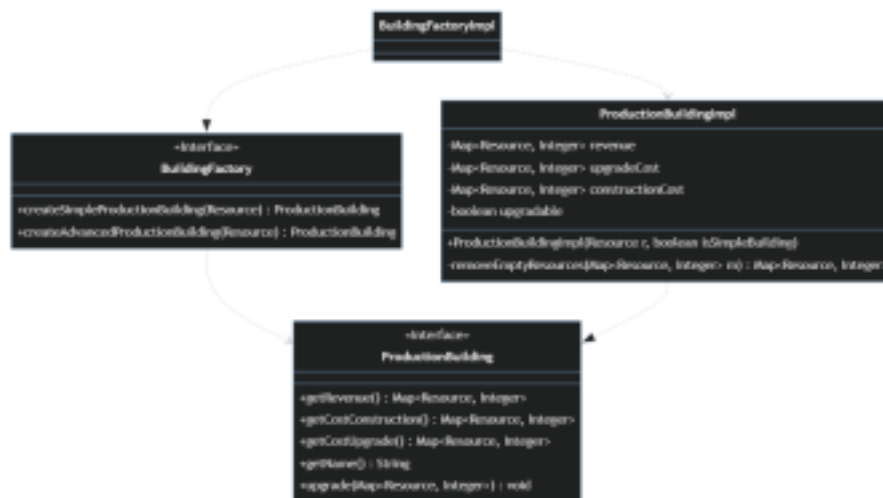 BuildingFactoryImpl
«Interface»
BuildingFactory
+createSimpleProductionBuilding(Resource) : ProductionBuilding
+createAdvancedProductionBuilding(Resource) : ProductionBuilding
ProductionBuildingImpl
-Map<Resource, Integer> revenue
-Map<Resource, Integer> upgradeCost
-Map<Resource, Integer> constructionCost
-boolean upgradable
+ProductionBuildingImpl(Resource r, boolean isSimpleBuilding)
-removeEmptyResources(Map<Resource, Integer> m) : Map<Resource, Integer
«Interface»
ProductionBuilding
+getRevenue() : Map<Resource, Integer>
+getCostConstruction() : Map<Resource, Integer>
+getCostUpgrade() : Map<Resource, Integer>
+getName() : String
+upgrade(Map<Resource, Integer>) : void